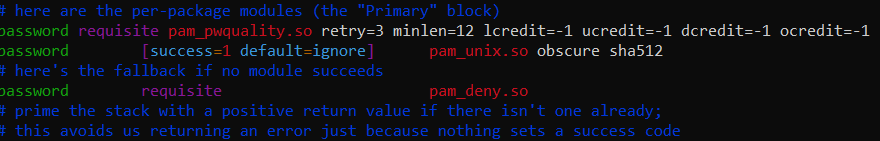 # here are the per-package modules (the "Primary" block)
password requisite pam_pwquality.so retry=3 minlen=12 lcredit=-1 ucredit=-1 dcredit=-1 ocredit=-1
password        [success=1 default=ignore]      pam_unix.so obscure sha512
# here's the fallback if no module succeeds
password        requisite                       pam_deny.so
# prime the stack with a positive return value if there isn't one already;
# this avoids us returning an error just because nothing sets a success code